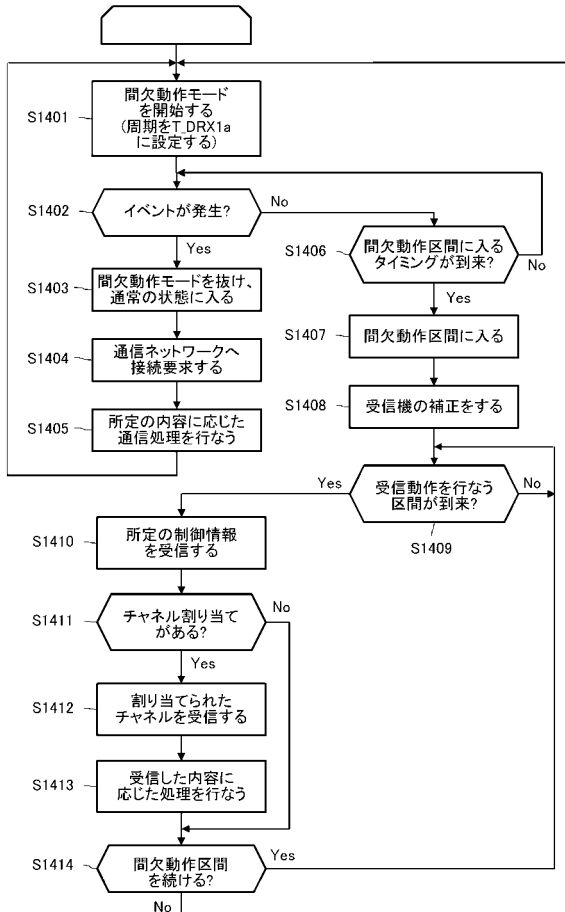 S1401
間欠動作モード
を開始する
(周期をT_DRX1a
に設定する)
S1402
イベントが発生?
No
Yes
S1403
間欠動作モードを抜け、
通常の状態に入る
S1404
通信ネットワークへ
接続要求する
S1405
所定の内容に応じた
通信処理を行なう
S1406
間欠動作区間に入る
タイミングが到来?
No
Yes
S1407
間欠動作区間に入る
S1408
受信機の補正をする
Yes
受信動作を行なう
区間が到来?
No
S1409
S1410
所定の制御情報
を受信する
S1411
チャネル割り当て
がある?
No
Yes
S1412
割り当てられた
チャネルを受信する
S1413
受信した内容に
応じた処理を行なう
S1414
間欠動作区間
を続ける?
Yes
No